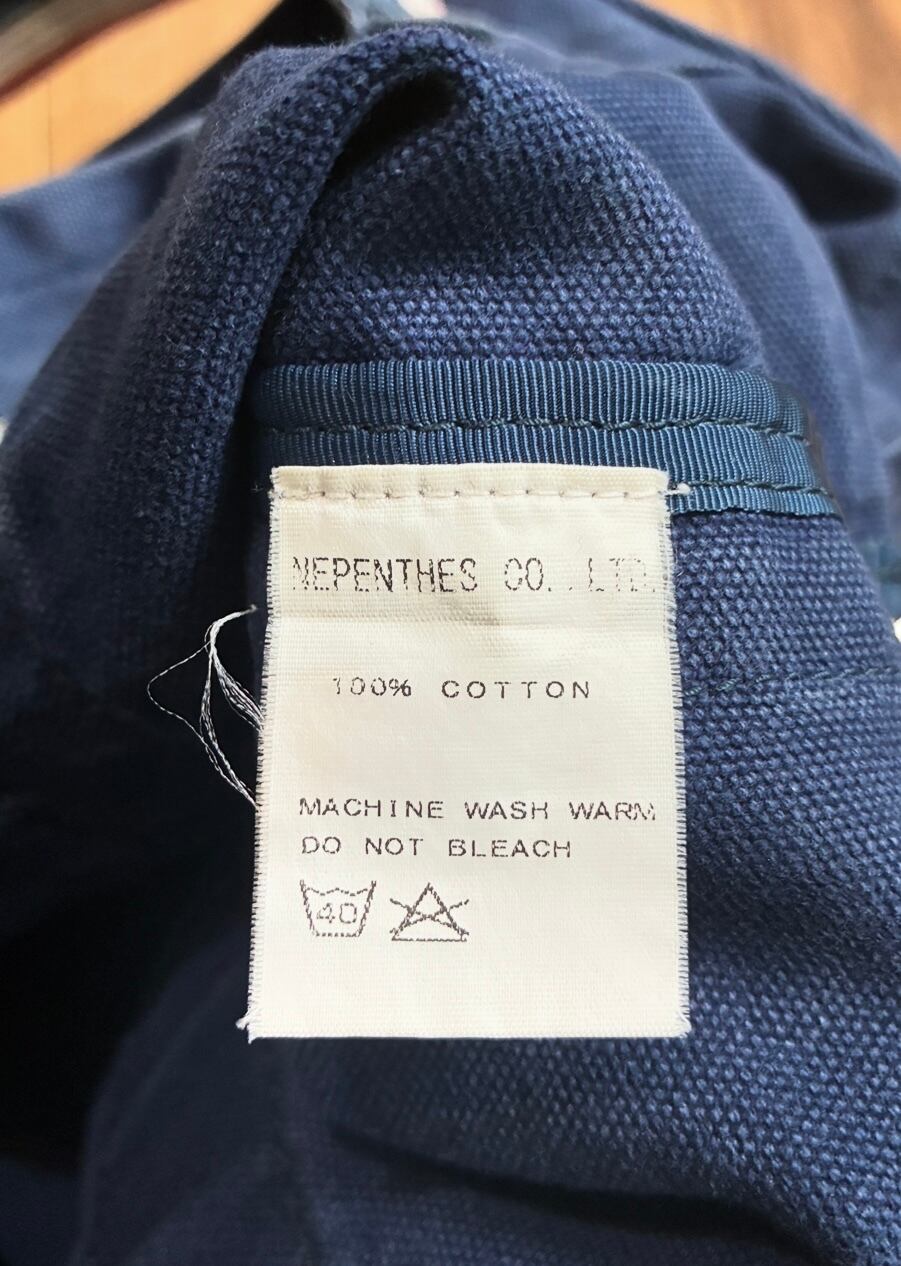 NEPENTHES CO. .LTD.
100% COTTON
MACHINE WASH WARM
DO NOT BLEACH
40